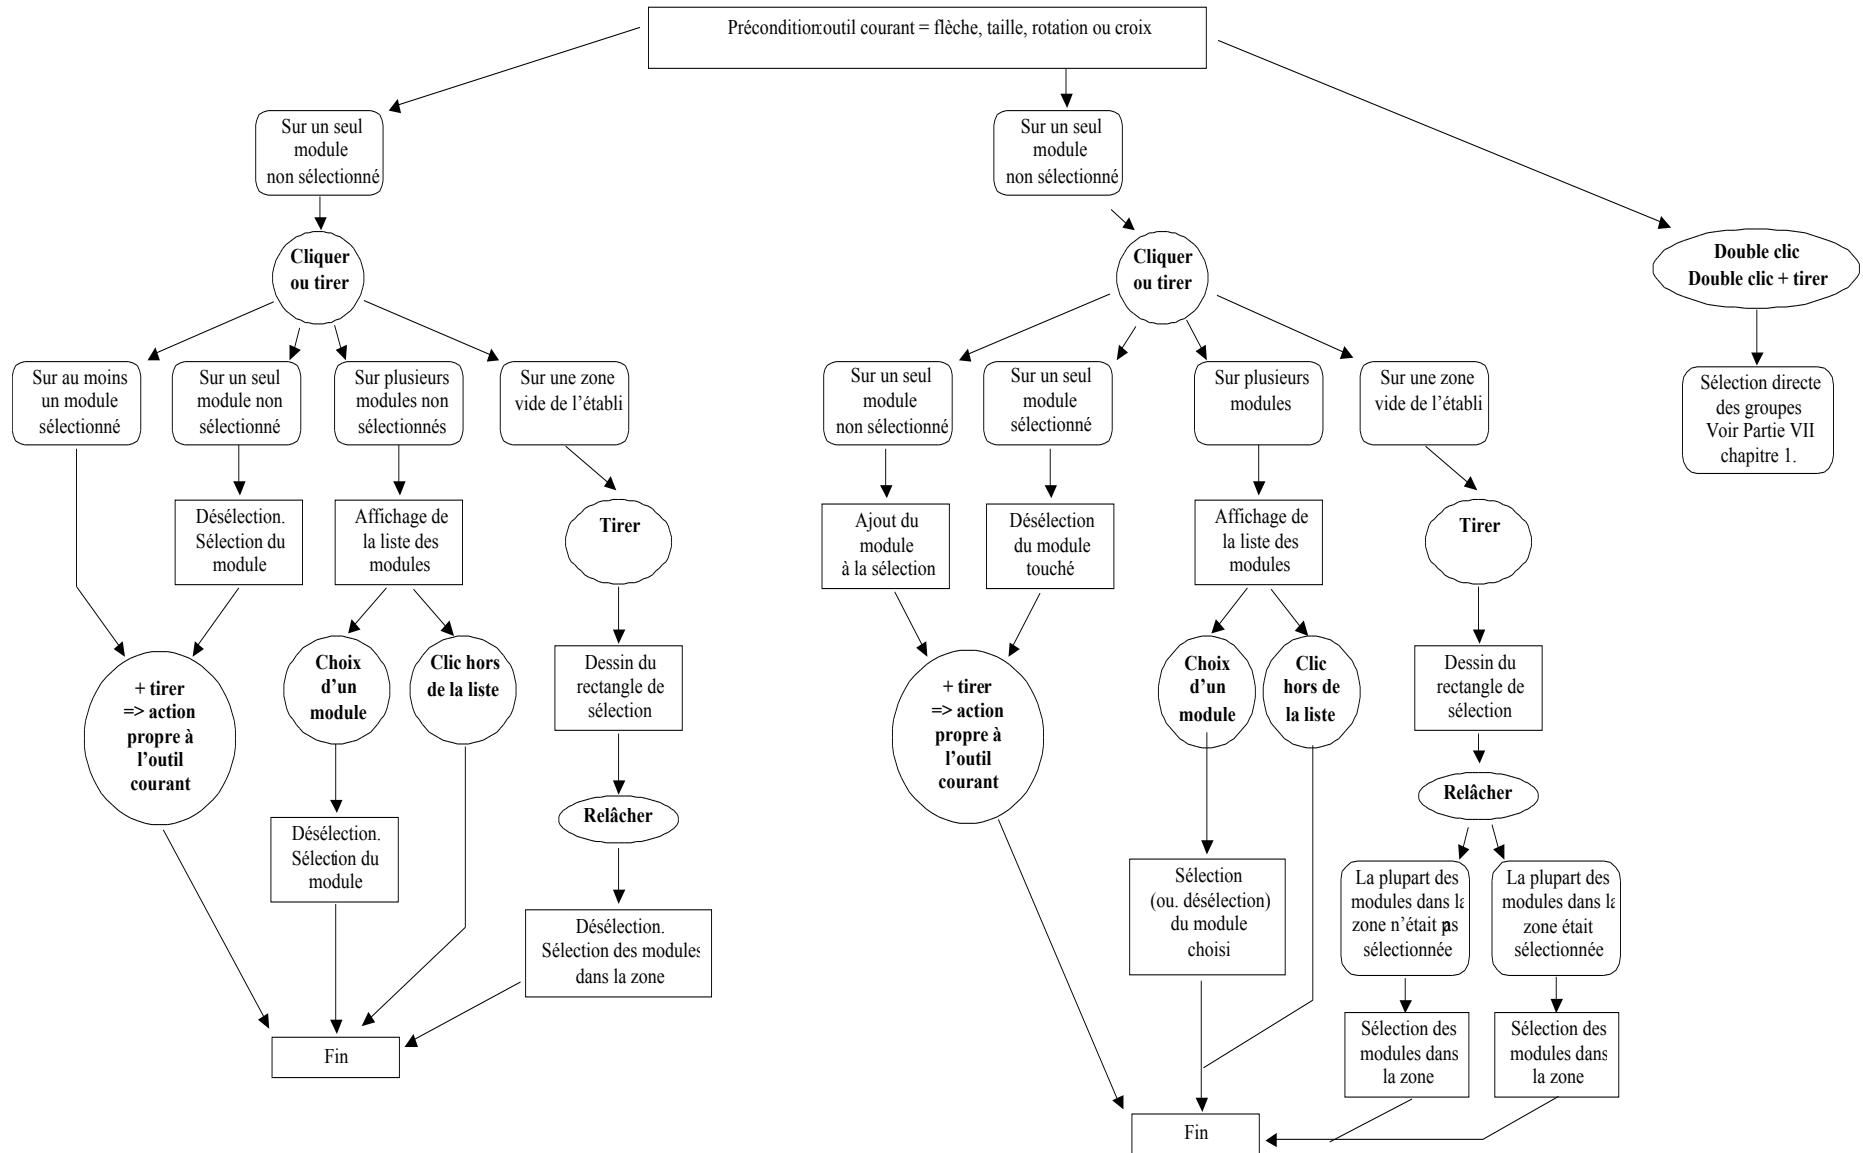 Précondition:outil courant = flèche, taille, rotation ou croix
Sur un seul
module
non sélectionné
Sur un seul
module
non sélectionné
Cliquer
ou tirer
Cliquer
ou tirer
Double clic
Double clic + tirer
Sur au moins
un module
sélectionné
Sur un seul
module non
sélectionné
Sur plusieurs
modules non
sélectionnés
Sur une zone
vide de l’établi
Sur un seul
module
non sélectionné
Sur un seul
module
sélectionné
Sur plusieurs
modules
Sur une zone
vide de l’établi
Sélection directe
des groupes
Voir Partie VII
chapitre 1.
Désélection.
Sélection du
module
Affichage de
la liste des
modules
Tirer
Ajout du
module
à la sélection
Désélection
du module
touché
Affichage de
la liste des
modules
Tirer
+ tirer
=> action
propre à
l’outil
courant
Choix
d’un
module
Clic hors
de la liste
Dessin du
rectangle de
sélection
+ tirer
=> action
propre à
l’outil
courant
Choix
d’un
module
Clic
hors de
la liste
Dessin du
rectangle de
sélection
Relâcher
Relâcher
Désélection.
Sélection du
module
Désélection.
Sélection des modules
dans la zone
Sélection
(ou. désélection)
du module
choisi
La plupart des
modules dans la
zone n’était pas
sélectionnée
La plupart des
modules dans la
zone était
sélectionnée
Sélection des
modules dans
la zone
Sélection des
modules dans
la zone
Fin
Fin